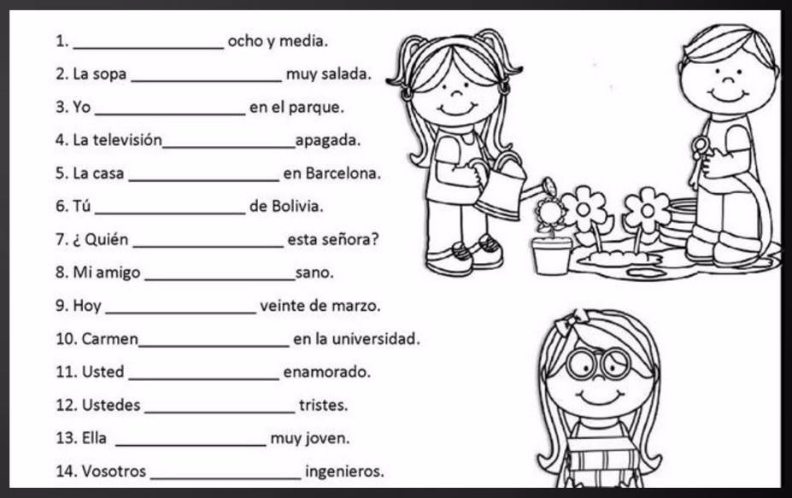 1. ________________ ocho y media.
2. La sopa ________________ muy salada.
3. Yo ________________ en el parque.
4. La televisión______________apagada.
5. La casa ________________ en Barcelona.
6. Tú ________________ de Bolivia.
7. ¿ Quién ________________ esta señora?
8. Mi amigo ________________sano.
9. Hoy ________________ veinte de marzo.
10. Carmen________________ en la universidad.
11. Usted ________________ enamorado.
12. Ustedes ________________ tristes.
13. Ella ________________ muy joven.
14. Vosotros ________________ ingenieros.